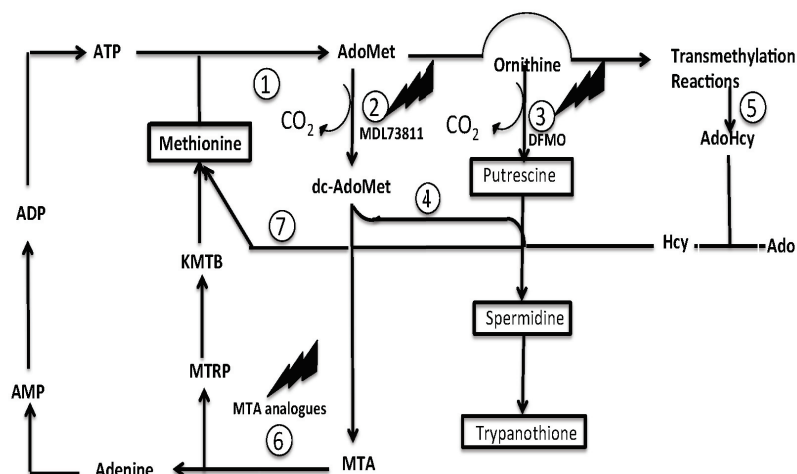 ATP
AdoMet
Ornithine
Transmethylation
Reactions
1
2
3
5
CO2
MDL73811
CO2
DFMO
AdoHcy
Methionine
Putrescine
dc-AdoMet
4
ADP
7
KMTB
Hcy
Ado
Spermidine
MTRP
AMP
MTA analogues
6
Trypanothione
Adenine
MTA